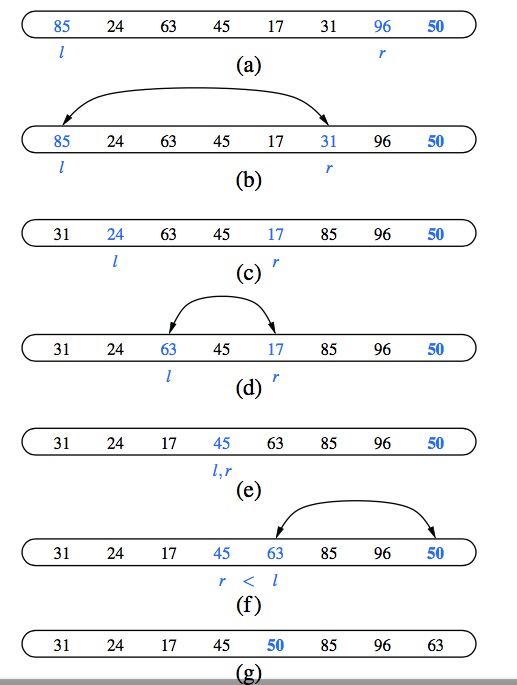 85 24 63 45 17 31 96 50
l r
(a)
85 24 63 45 17 31 96 50
l r
(b)
31 24 63 45 17 85 96 50
l r
(c)
31 24 63 45 17 85 96 50
l r
(d)
31 24 17 45 63 85 96 50
l,r
(e)
31 24 17 45 63 85 96 50
r < l
(f)
31 24 17 45 50 85 96 63
(g)